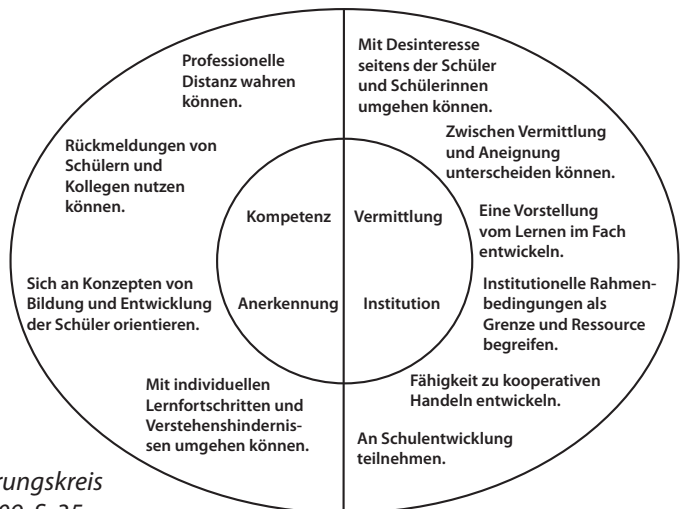 Professionelle
Distanz wahren
können.
Rückmeldungen von
Schülern und
Kollegen nutzen
können.
Sich an Konzepten von
Bildung und Entwicklung
der Schüler orientieren.
Mit individuellen
Lernfortschritten und
Verstehenshindernis-
sen umgehen können.
Mit Desinteresse
seitens der Schüler
und Schülerinnen
umgehen können.
Zwischen Vermittlung
und Aneignung
unterscheiden können.
Eine Vorstellung
vom Lernen im Fach
entwickeln.
Institutionelle Rahmen-
bedingungen als
Grenze und Ressource
begreifen.
Fähigkeit zu kooperativen
Handeln entwickeln.
An Schulentwicklung
teilnehmen.
Kompetenz
Vermittlung
Anerkennung
Institution
rungskreis
S. 25